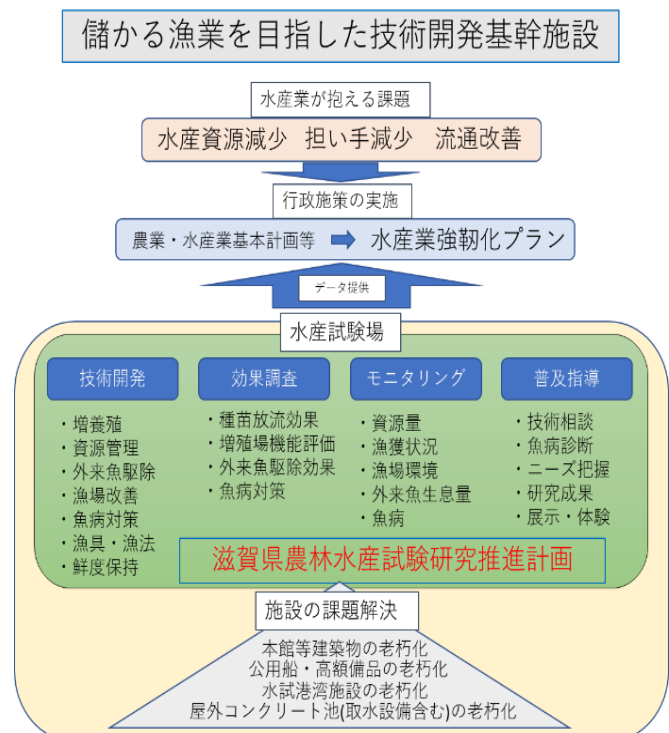 儲かる漁業を目指した技術開発基幹施設
水産業が抱える課題
水産資源減少 担い手減少 流通改善
行政施策の実施
農業・水産業基本計画等 水産業強靭化プラン
データ提供
水産試験場
技術開発
・増養殖
・資源管理
・外来魚駆除
・漁場改善
・魚病対策
・漁具・漁法
・鮮度保持
効果調査
・種苗放流効果
・増殖場機能評価
・外来魚駆除効果
・魚病対策
モニタリング
・資源量
・漁獲状況
・漁場環境
・外来魚生息量
・魚病
普及指導
・技術相談
・魚病診断
・ニーズ把握
・研究成果
・展示・体験
滋賀県農林水産試験研究推進計画
施設の課題解決
本館等建築物の老朽化
公用船・高額備品の老朽化
水試港湾施設の老朽化
屋外コンクリート池(取水設備含む)の老朽化